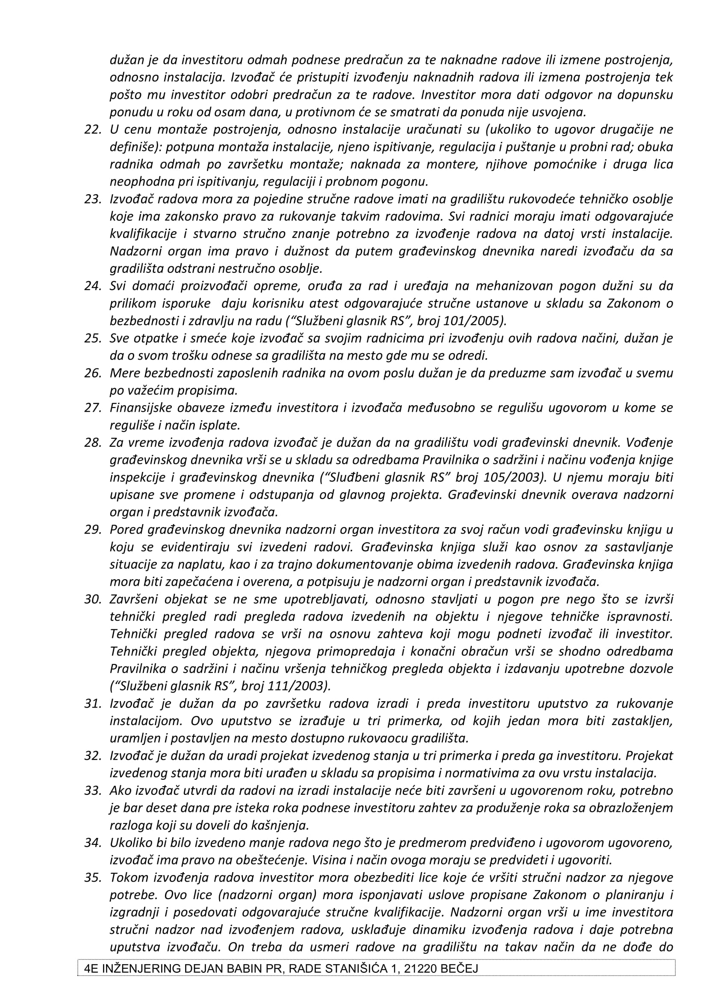 dužan je da investitoru odmah podnese predračun za te naknadne radove ili izmene postrojenja,
odnosno instalacija. Izvođač će pristupiti izvođenju naknadnih radova ili izmena postrojenja tek
pošto mu investitor odobri predračun za te radove. Investitor mora dati odgovor na dopunsku
ponudu u roku od osam dana, u protivnom će se smatrati da ponuda nije usvojena.
22. U cenu montaže postrojenja, odnosno instalacije uračunati su (ukoliko to ugovor drugačije ne
definiše): potpuna montaža instalacije, njeno ispitivanje, regulacija i puštanje u probni rad; obuka
radnika odmah po završetku montaže; naknada za montere, njihove pomoćnike i druga lica
neophodna pri ispitivanju, regulaciji i probnom pogonu.
23. Izvođač radova mora za pojedine stručne radove imati na gradilištu rukovodeće tehničko osoblje
koje ima zakonsko pravo za rukovanje takvim radovima. Svi radnici moraju imati odgovarajuće
kvalifikacije i stvarno stručno znanje potrebno za izvođenje radova na datoj vrsti instalacije.
Nadzorni organ ima pravo i dužnost da putem građevinskog dnevnika naredi izvođaču da sa
gradilišta odstrani nestručno osoblje.
24. Svi domaći proizvođači opreme, oruđa za rad i uređaja na mehanizovan pogon dužni su da
prilikom isporuke  daju korisniku atest odgovarajuće stručne ustanove u skladu sa Zakonom o
bezbednosti i zdravlju na radu (“Službeni glasnik RS”, broj 101/2005).
25. Sve otpatke i smeće koje izvođač sa svojim radnicima pri izvođenju ovih radova načini, dužan je
da o svom trošku odnese sa gradilišta na mesto gde mu se odredi.
26. Mere bezbednosti zaposlenih radnika na ovom poslu dužan je da preduzme sam izvođač u svemu
po važećim propisima.
27. Finansijske obaveze između investitora i izvođača međusobno se regulišu ugovorom u kome se
reguliše i način isplate.
28. Za vreme izvođenja radova izvođač je dužan da na gradilištu vodi građevinski dnevnik. Vođenje
građevinskog dnevnika vrši se u skladu sa odredbama Pravilnika o sadržini i načinu vođenja knjige
inspekcije i građevinskog dnevnika (“Sluđbeni glasnik RS” broj 105/2003). U njemu moraju biti
upisane sve promene i odstupanja od glavnog projekta. Građevinski dnevnik overava nadzorni
organ i predstavnik izvođača.
29. Pored građevinskog dnevnika nadzorni organ investitora za svoj račun vodi građevinsku knjigu u
koju se evidentiraju svi izvedeni radovi. Građevinska knjiga služi kao osnov za sastavljanje
situacije za naplatu, kao i za trajno dokumentovanje obima izvedenih radova. Građevinska knjiga
mora biti zapečaćena i overena, a potpisuju je nadzorni organ i predstavnik izvođača.
30. Završeni objekat se ne sme upotrebljavati, odnosno stavljati u pogon pre nego što se izvrši
tehnički pregled radi pregleda radova izvedenih na objektu i njegove tehničke ispravnosti.
Tehnički pregled radova se vrši na osnovu zahteva koji mogu podneti izvođač ili investitor.
Tehnički pregled objekta, njegova primopredaja i konačni obračun vrši se shodno odredbama
Pravilnika o sadržini i načinu vršenja tehničkog pregleda objekta i izdavanju upotrebne dozvole
(“Službeni glasnik RS”, broj 111/2003).
31. Izvođač je dužan da po završetku radova izradi i preda investitoru uputstvo za rukovanje
instalacijom. Ovo uputstvo se izrađuje u tri primerka, od kojih jedan mora biti zastakljen,
uramljen i postavljen na mesto dostupno rukovaocu gradilišta.
32. Izvođač je dužan da uradi projekat izvedenog stanja u tri primerka i preda ga investitoru. Projekat
izvedenog stanja mora biti urađen u skladu sa propisima i normativima za ovu vrstu instalacija.
33. Ako izvođač utvrdi da radovi na izradi instalacije neće biti završeni u ugovorenom roku, potrebno
je bar deset dana pre isteka roka podnese investitoru zahtev za produženje roka sa obrazloženjem
razloga koji su doveli do kašnjenja.
34. Ukoliko bi bilo izvedeno manje radova nego što je predmerom predviđeno i ugovorom ugovoreno,
izvođač ima pravo na obeštećenje. Visina i način ovoga moraju se predvideti i ugovoriti.
35. Tokom izvođenja radova investitor mora obezbediti lice koje će vršiti stručni nadzor za njegove
potrebe. Ovo lice (nadzorni organ) mora isponjavati uslove propisane Zakonom o planiranju i
izgradnji i posedovati odgovarajuće stručne kvalifikacije. Nadzorni organ vrši u ime investitora
stručni nadzor nad izvođenjem radova, usklađuje dinamiku izvođenja radova i daje potrebna
uputstva izvođaču. On treba da usmeri radove na gradilištu na takav način da ne dođe do
4E INŽENJERING DEJAN BABIN PR, RADE STANIŠIĆA 1, 21220 BEČEJ